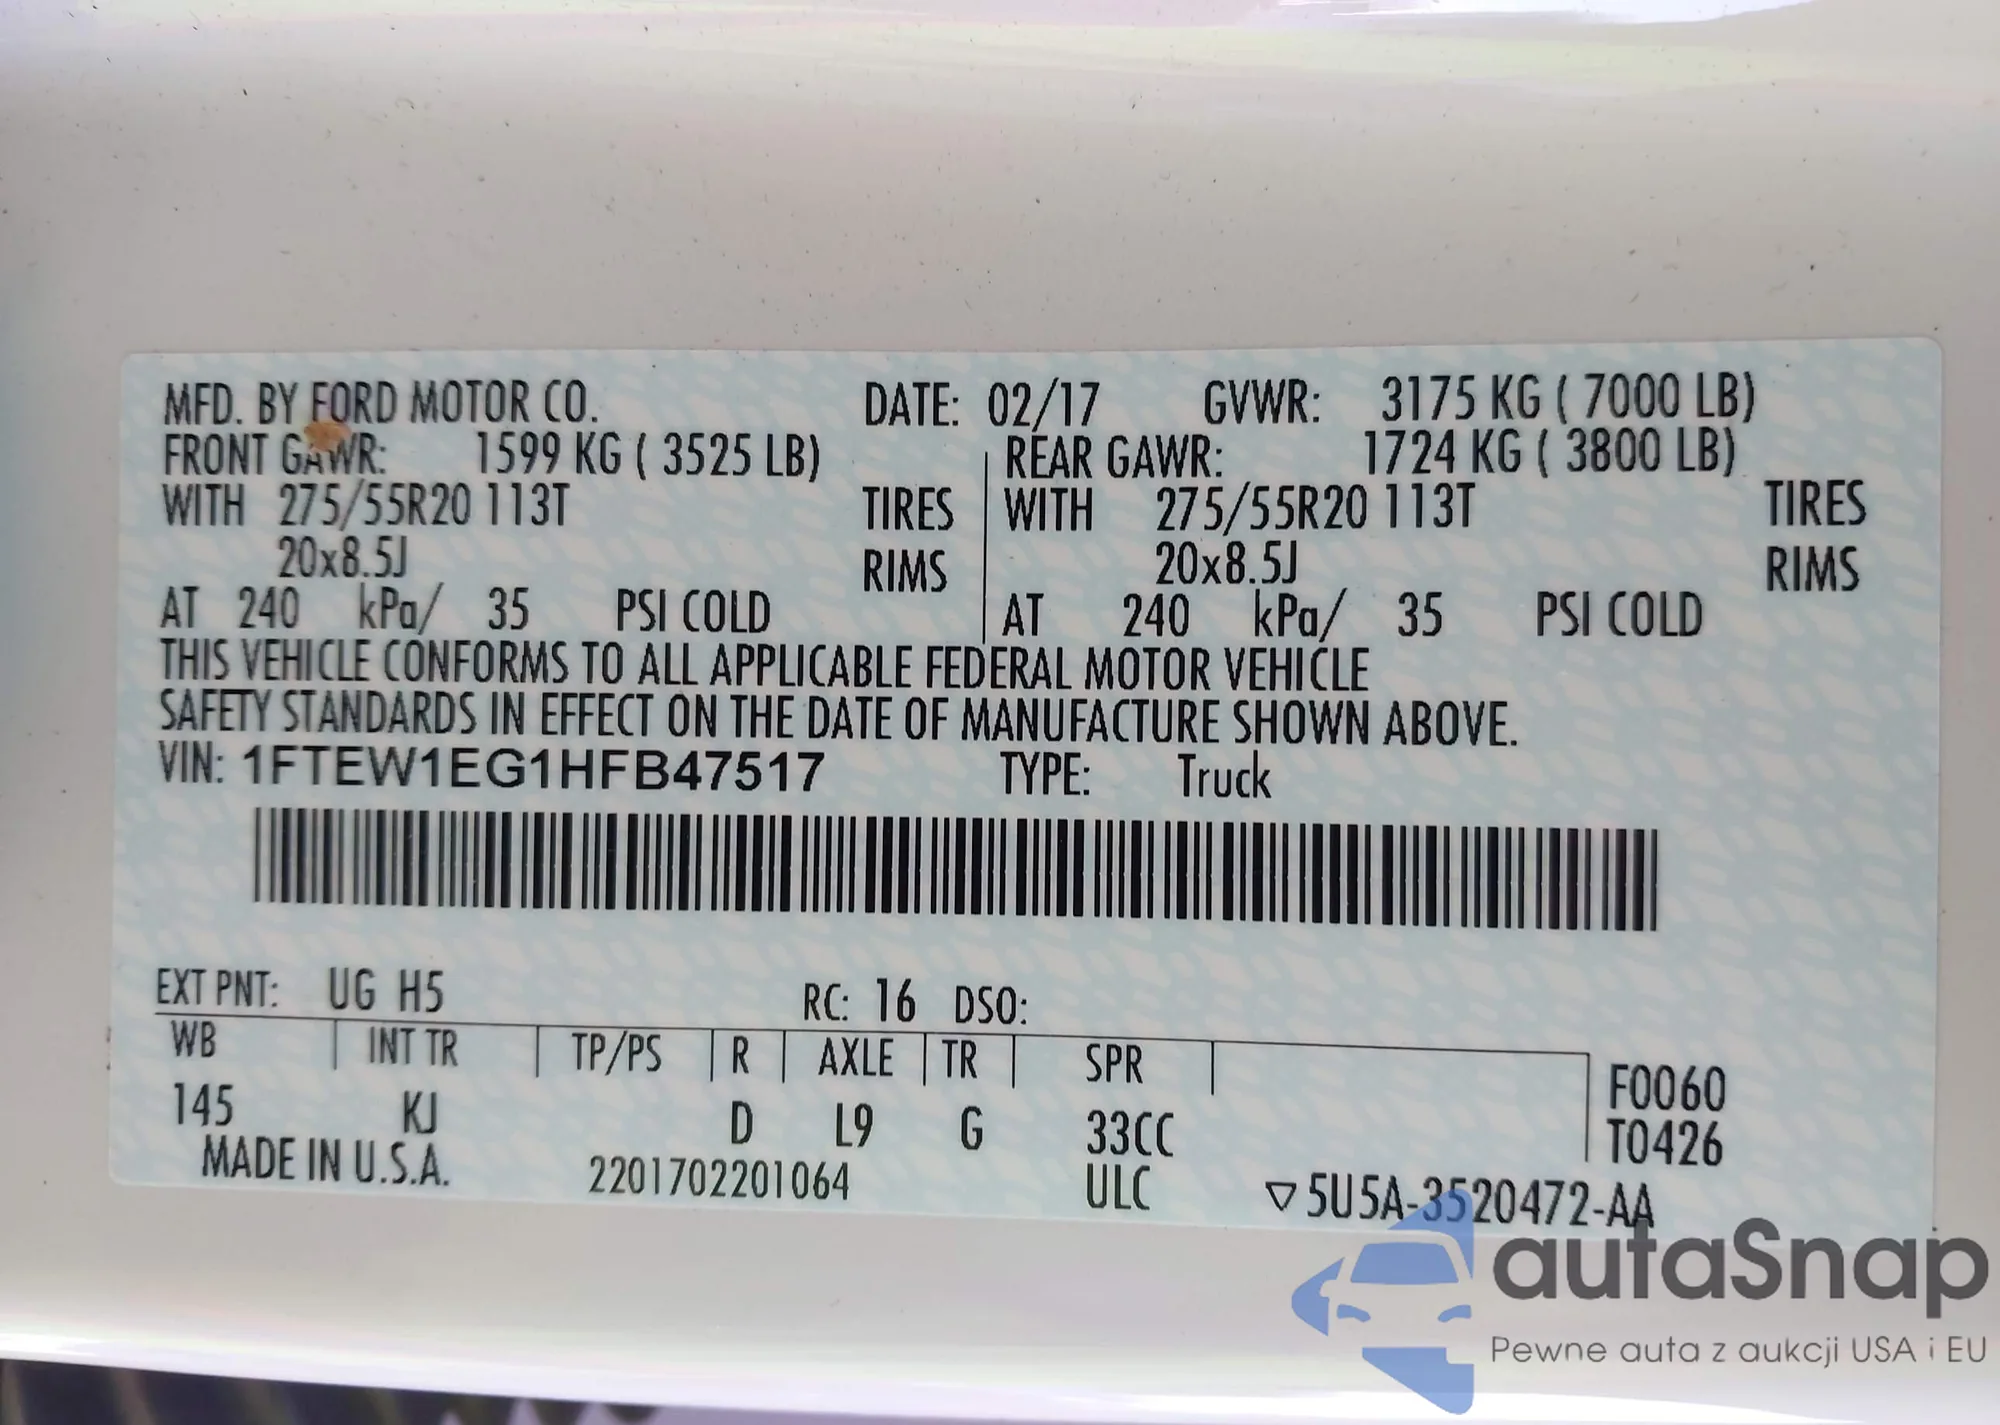 MFD. BY FORD MOTOR CO. DATE: 02/17 GVWR: 3175 KG ( 7000 LB)
FRONT GAWR: 1599 KG ( 3525 LB) REAR GAWR: 1724 KG ( 3800 LB)
WITH 275/55R20 113T TIRES WITH 275/55R20 113T TIRES
20x8.5J RIMS 20x8.5J RIMS
AT 240 kPa/ 35 PSI COLD AT 240 kPa/ 35 PSI COLD
THIS VEHICLE CONFORMS TO ALL APPLICABLE FEDERAL MOTOR VEHICLE
SAFETY STANDARDS IN EFFECT ON THE DATE OF MANUFACTURE SHOWN ABOVE.
VIN: 1FTEW1EG1HFB47517 TYPE: Truck
EXT PNT: UG H5 RC: 16 DSO:
WB INT TR TP/PS R AXLE TR SPR
145 KJ D L9 G 33CC F0060
T0426
MADE IN U.S.A. 2201702201064 ULC ▽5U5A-3520472-AA
autaSnap
Pewne auta z aukcji USA i EU